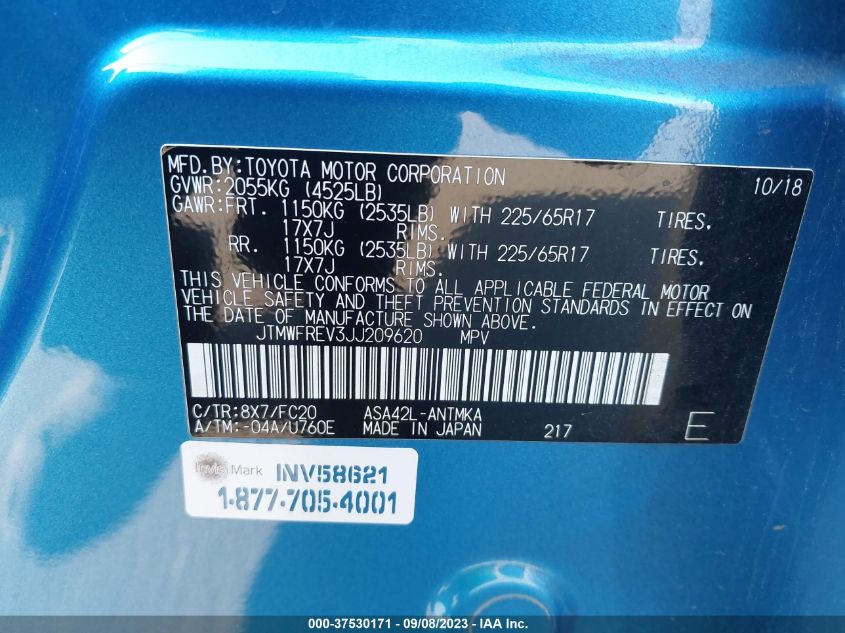 MFD.BY:TOYOTA MOTOR CORPORATION 10/18
GVWR:2055KG (4525LB)
GAWR:FRT. 1150KG (2535LB) WITH 225/65R17 TIRES.
17X7J RIMS.
RR. 1150KG (2535LB) WITH 225/65R17 TIRES.
17X7J RIMS.
THIS VEHICLE CONFORMS TO ALL APPLICABLE FEDERAL MOTOR
VEHICLE SAFETY AND THEFT PREVENTION STANDARDS IN EFFECT ON
THE DATE OF MANUFACTURE SHOWN ABOVE.
JTMWFREV3JJ209620 MPV
C/TR:8X7/FC20 ASA42L-ANTMKA
A/TM:-04A/U760E MADE IN JAPAN 217 E
InvisiMark INV58621
1-877-705-4001
000-37530171 - 09/08/2023 - © IAA Inc.